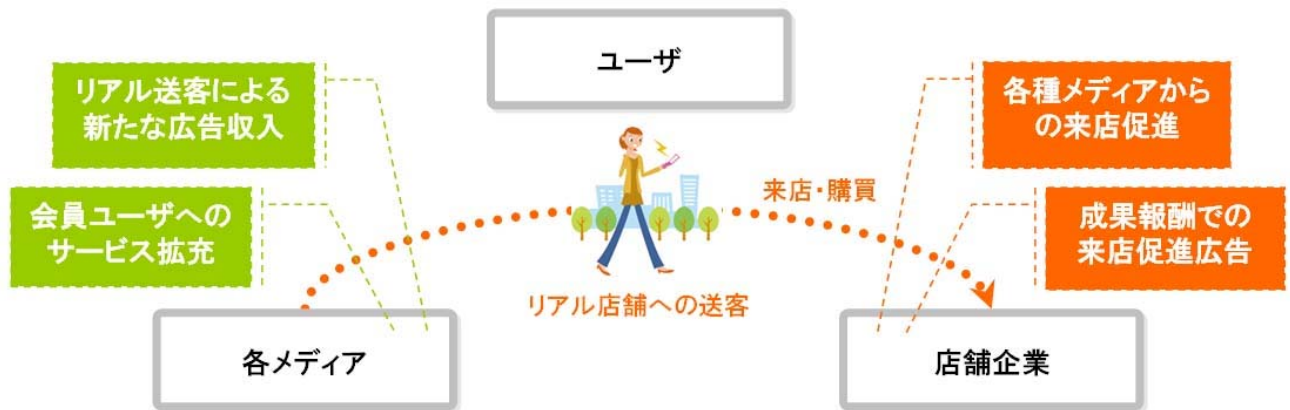 ユーザ
リアル送客による
新たな広告収入
各種メディアから
の来店促進
会員ユーザへの
サービス拡充
来店・購買
成果報酬での
来店促進広告
リアル店舗への送客
各メディア
店舗企業